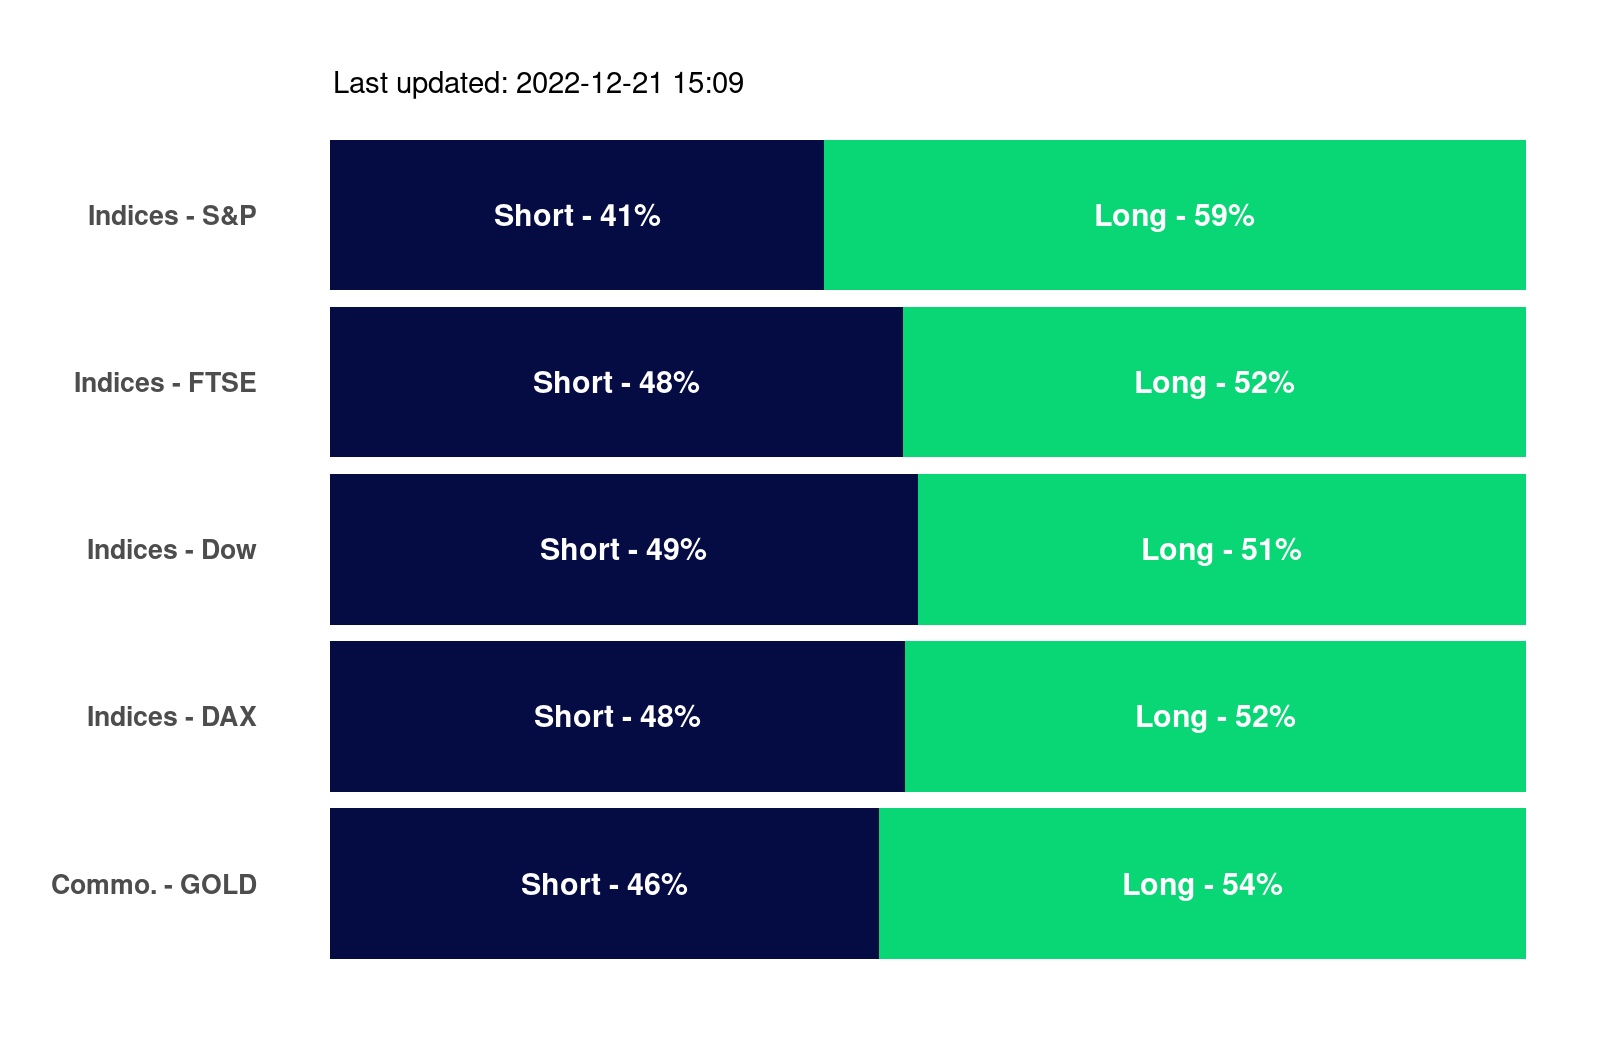 Last updated: 2022-12-21 15:09
Indices - S&P Short - 41% Long - 59%
Indices - FTSE Short - 48% Long - 52%
Indices - Dow Short - 49% Long - 51%
Indices - DAX Short - 48% Long - 52%
Commo. - GOLD Short - 46% Long - 54%